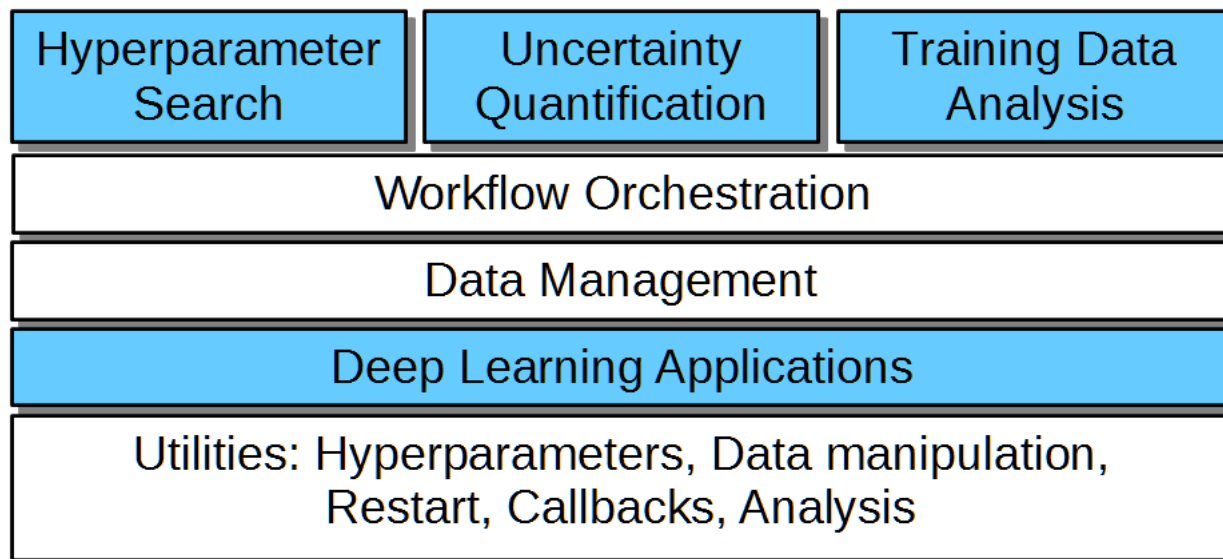 Hyperparameter
Search
Uncertainty
Quantification
Training Data
Analysis
Workflow Orchestration
Data Management
Deep Learning Applications
Utilities: Hyperparameters, Data manipulation,
Restart, Callbacks, Analysis